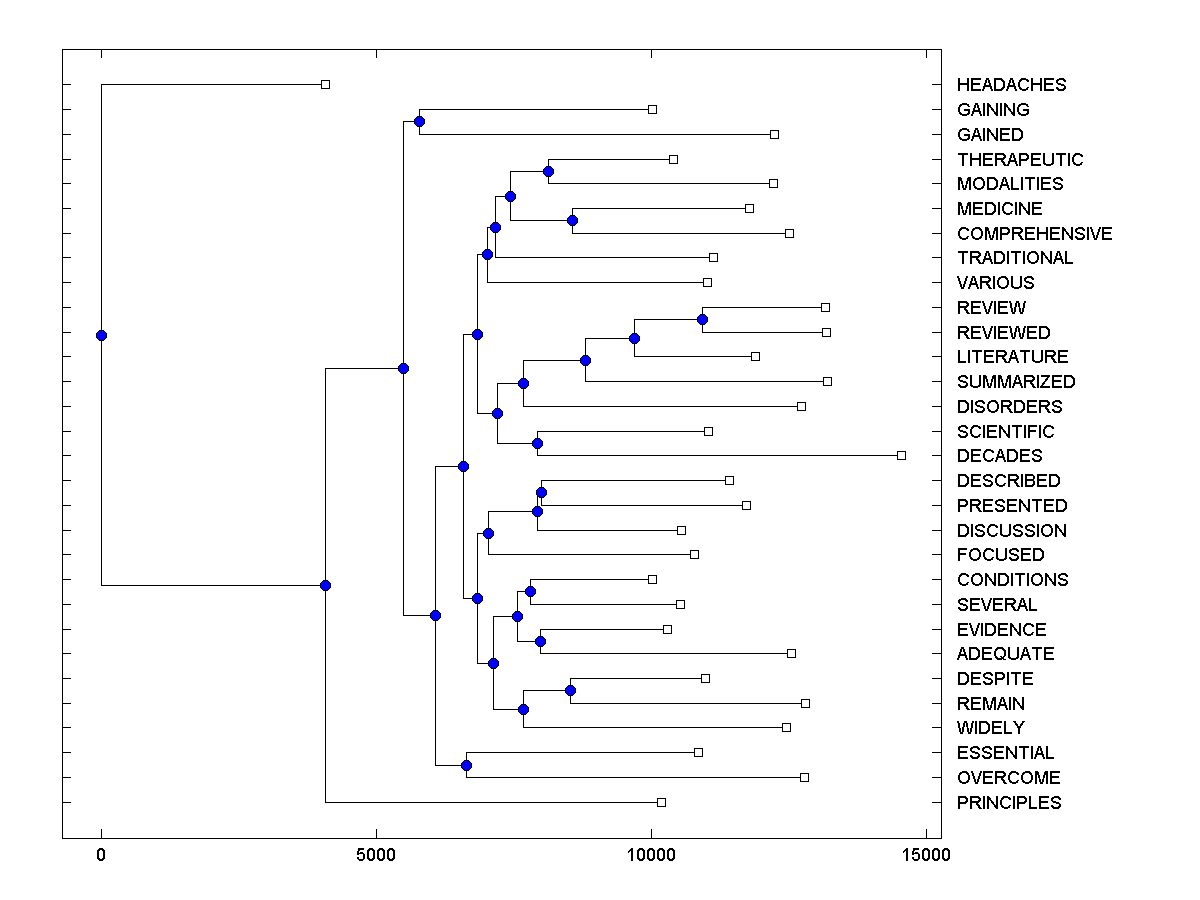 HEADACHES
GAINING
GAINED
THERAPEUTIC
MODALITIES
MEDICINE
COMPREHENSIVE
TRADITIONAL
VARIOUS
REVIEW
REVIEWED
LITERATURE
SUMMARIZED
DISORDERS
SCIENTIFIC
DECADES
DESCRIBED
PRESENTED
DISCUSSION
FOCUSED
CONDITIONS
SEVERAL
EVIDENCE
ADEQUATE
DESPITE
REMAIN
WIDELY
ESSENTIAL
OVERCOME
PRINCIPLES
0 5000 10000 15000